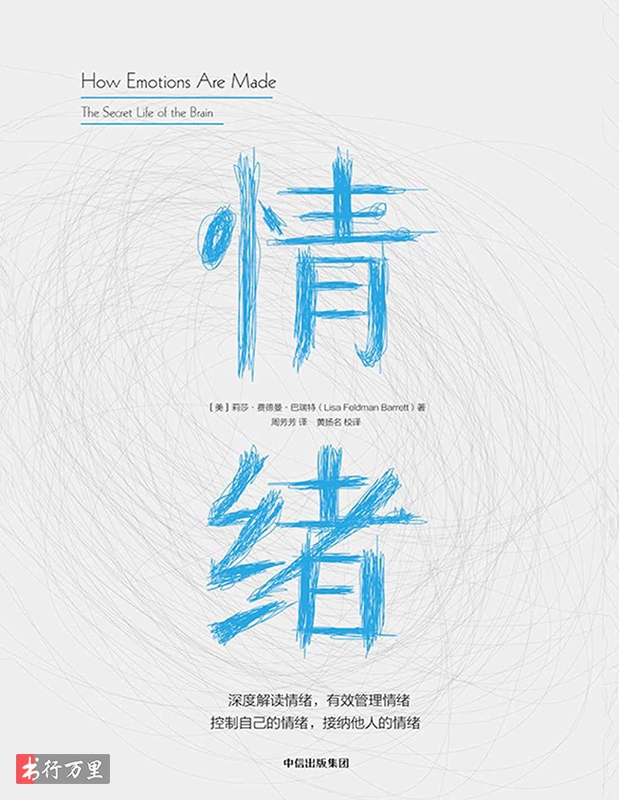 How Emotions Are Made
The Secret Life of the Brain
情
[美]莉莎·费德曼·巴瑞特（Lisa Feldman Barrett）著
周芳芳 译 黄扬名 校译
绪
深度解读情绪，有效管理情绪
控制自己的情绪，接纳他人的情绪
中信出版集团
书行万里